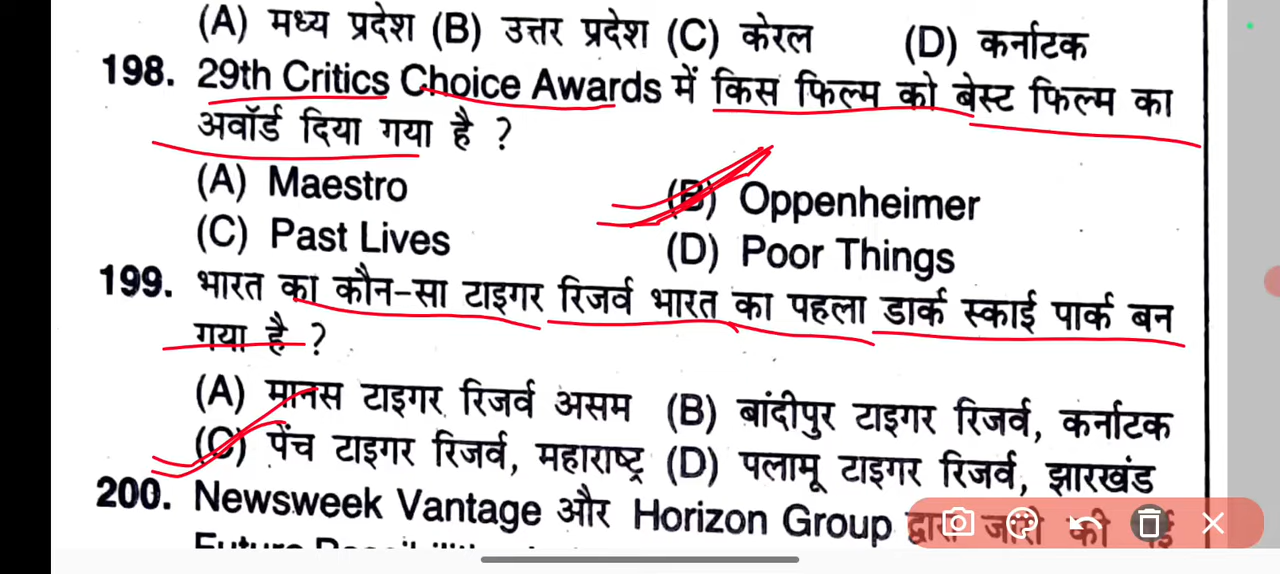 (A) मध्य प्रदेश (B) उत्तर प्रदेश (C) केरल (D) कर्नाटक
198. 29th Critics Choice Awards में किस फिल्म को बेस्ट फिल्म का
अवॉर्ड दिया गया है ?
(A) Maestro (B) Oppenheimer
(C) Past Lives (D) Poor Things
199. भारत का कौन-सा टाइगर रिजर्व भारत का पहला डार्क स्काई पार्क बन
गया है ?
(A) मानस टाइगर रिजर्व असम (B) बांदीपुर टाइगर रिजर्व, कर्नाटक
(C) पेंच टाइगर रिजर्व, महाराष्ट्र (D) पलामू टाइगर रिजर्व, झारखंड
200. Newsweek Vantage और Horizon Group द्वारा जारी की